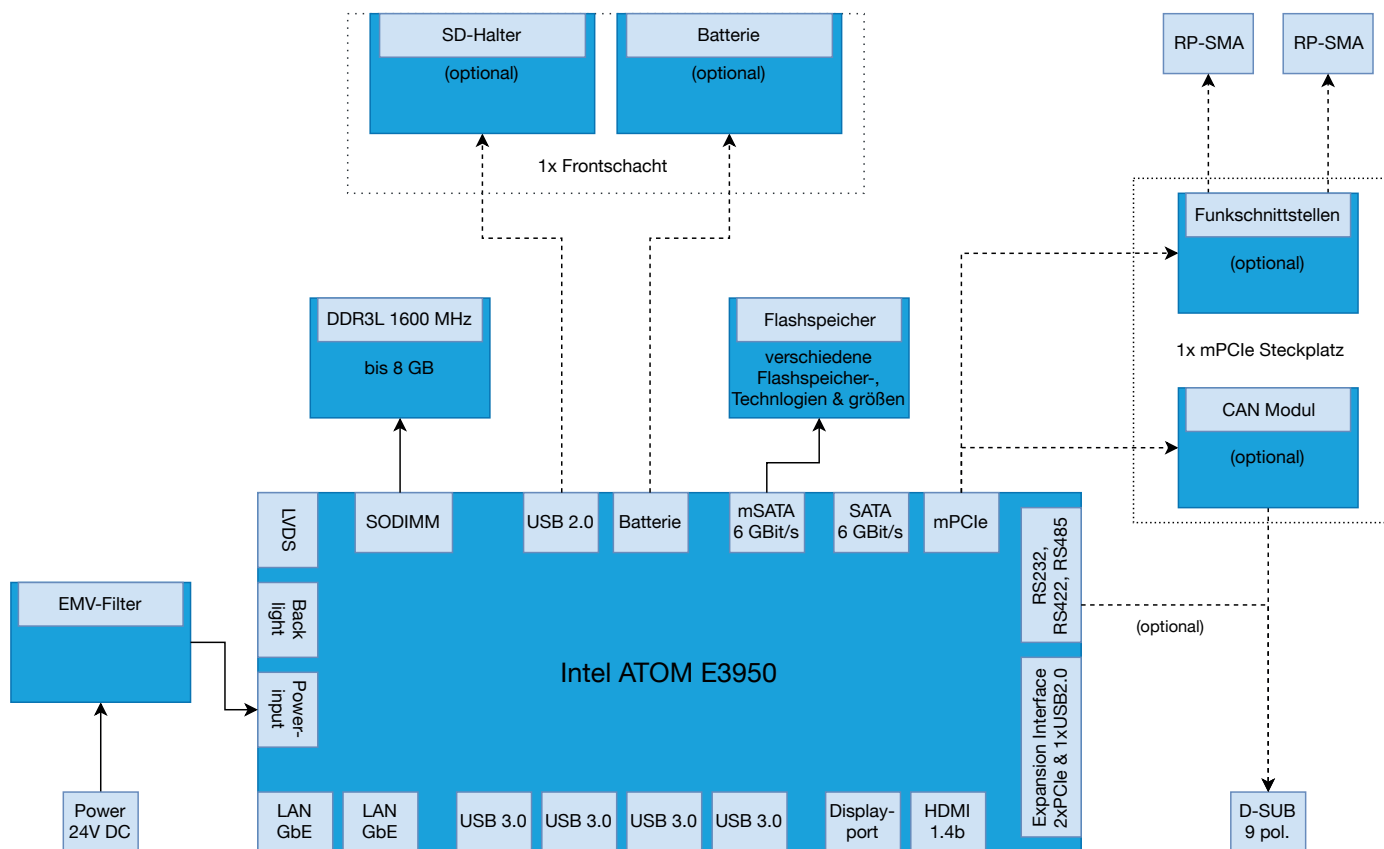 SD-Halter
(optional)
Batterie
(optional)
1x Frontschacht
RP-SMA
RP-SMA
Funkschnittstellen
(optional)
1x mPCIe Steckplatz
CAN Modul
(optional)
DDR3L 1600 MHz
bis 8 GB
Flashspeicher
verschiedene
Flashspeicher-,
Technlogien & größen
LVDS
SODIMM
USB 2.0
Batterie
mSATA
6 GBit/s
SATA
6 GBit/s
mPCIe
RS232,
RS422, RS485
(optional)
EMV-Filter
Back
light
Power-
input
Intel ATOM E3950
Expansion Interface
2xPCIe & 1xUSB2.0
Power
24V DC
LAN
GbE
LAN
GbE
USB 3.0
USB 3.0
USB 3.0
USB 3.0
Display-
port
HDMI
1.4b
D-SUB
9 pol.